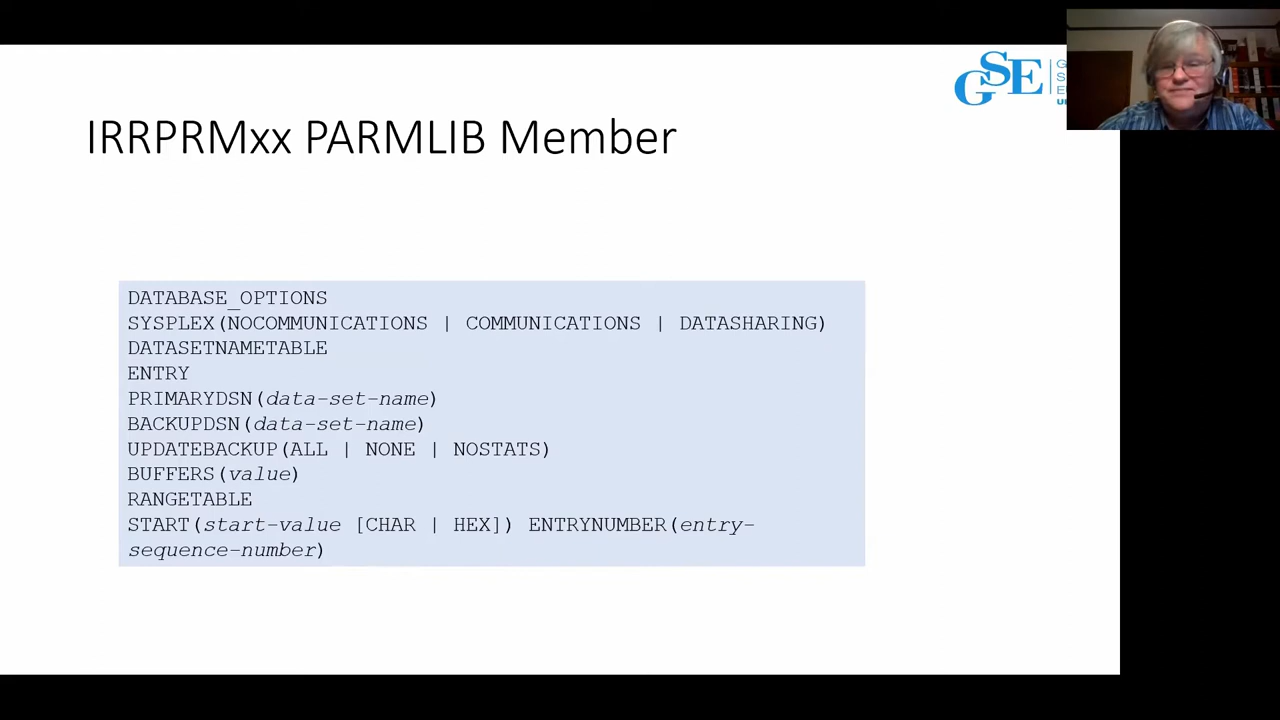 GSE
IRRPRMxx PARMLIB Member
DATABASE_OPTIONS
SYSPLEX(NOCOMMUNICATIONS | COMMUNICATIONS | DATASHARING)
DATASETNAMETABLE
ENTRY
PRIMARYDSN(data-set-name)
BACKUPDSN(data-set-name)
UPDATEBACKUP(ALL | NONE | NOSTATS)
BUFFERS(value)
RANGETABLE
START(start-value [CHAR | HEX]) ENTRYNUMBER(entry-
sequence-number)